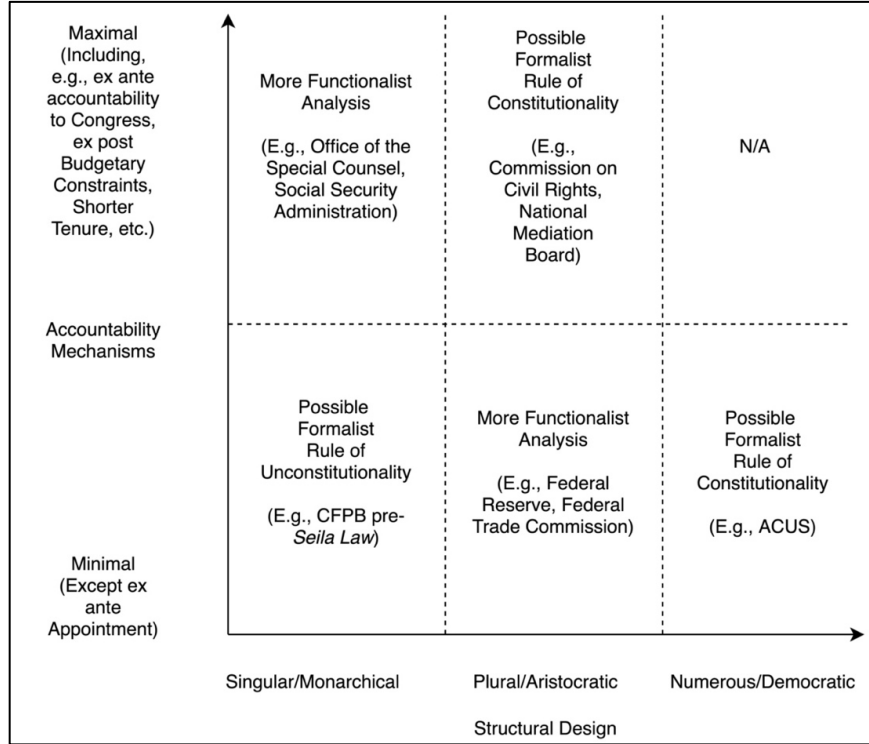 Maximal
(Including,
e.g., ex ante
accountability
to Congress,
ex post
Budgetary
Constraints,
Shorter
Tenure, etc.)
More Functionalist
Analysis
(E.g., Office of the
Special Counsel,
Social Security
Administration)
Possible
Formalist
Rule of
Constitutionality
(E.g.,
Commission on
Civil Rights,
National
Mediation
Board)
N/A
Accountability
Mechanisms
Possible
Formalist
Rule of
Unconstitutionality
(E.g., CFPB pre-
Seila Law)
More Functionalist
Analysis
(E.g., Federal
Reserve, Federal
Trade Commission)
Possible
Formalist
Rule of
Constitutionality
(E.g., ACUS)
Minimal
(Except ex
ante
Appointment)
Singular/Monarchical
Plural/Aristocratic
Numerous/Democratic
Structural Design